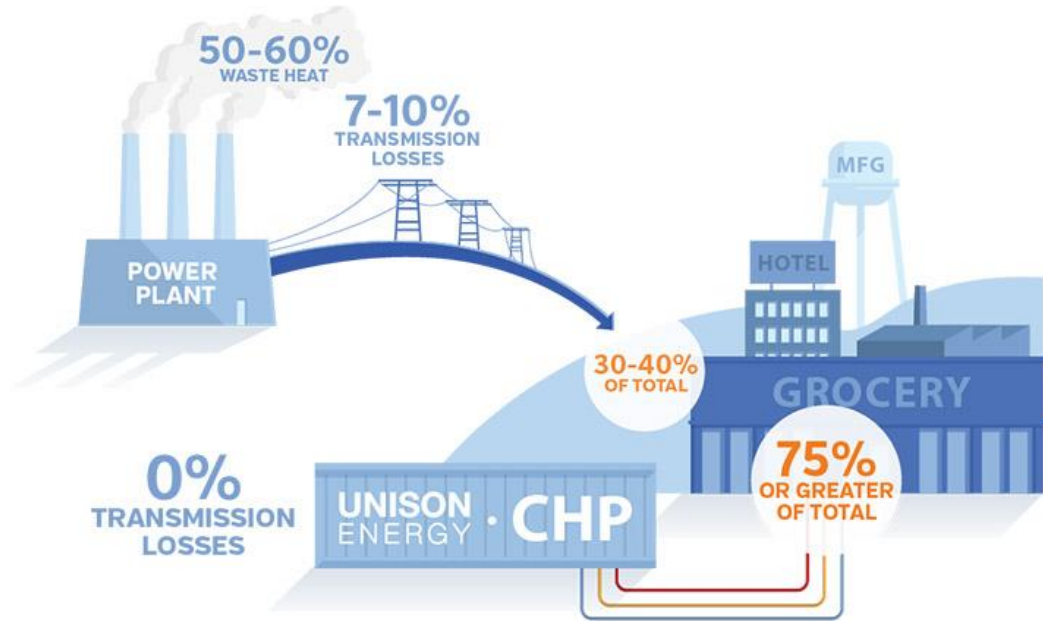 50-60%
WASTE HEAT
7-10%
TRANSMISSION
LOSSES
MFG
HOTEL
POWER
PLANT
30-40%
OF TOTAL
GROCERY
75%
OR GREATER
OF TOTAL
0%
TRANSMISSION
LOSSES
UNISON
ENERGY · CHP